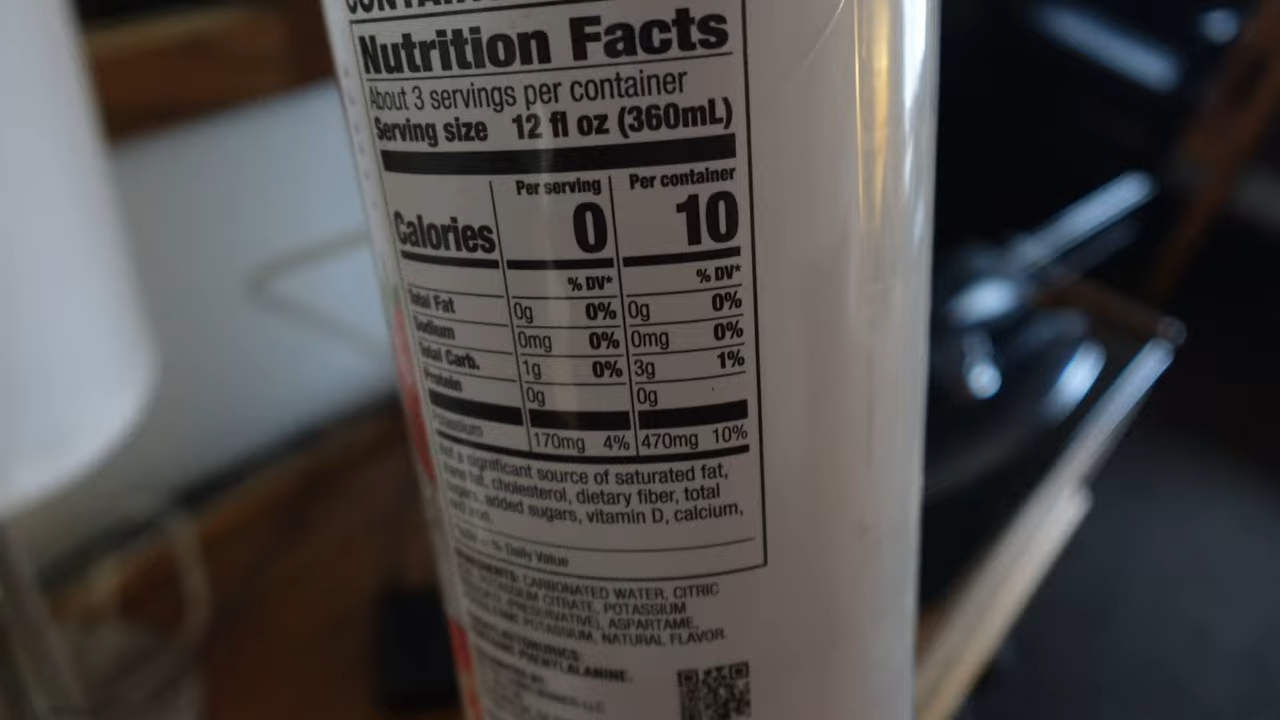 Nutrition Facts
About 3 servings per container
Serving size 12 fl oz (360mL)
Per serving Per container
Calories 0 10
% DV* % DV*
Total Fat 0g 0% 0g 0%
Sodium 0mg 0% 0mg 0%
Total Carb. 1g 0% 3g 1%
Protein 0g 0g
Potassium 170mg 4% 470mg 10%
a significant source of saturated fat,
trans fat, cholesterol, dietary fiber, total
sugars, added sugars, vitamin D, calcium,
and iron.
% Daily Value
INGREDIENTS: CARBONATED WATER, CITRIC
CITRATE, POTASSIUM
(PRESERVATIVE), ASPARTAME,
POTASSIUM, NATURAL FLAVOR
PHENYLALANINE.